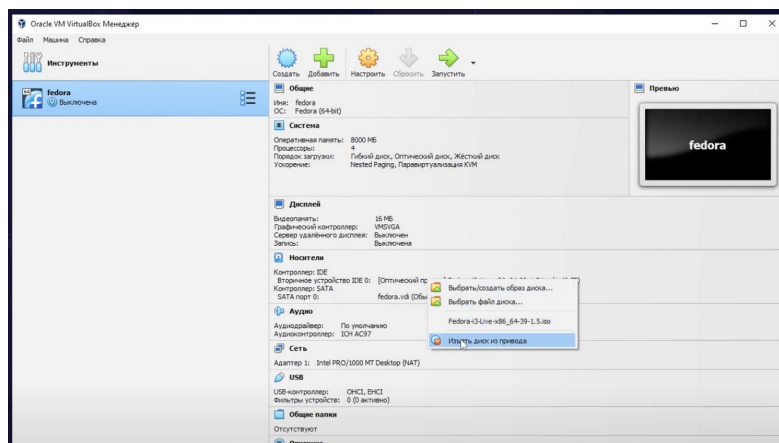 Oracle VM VirtualBox Менеджер
Файл Машина Справка
Инструменты
Создать Добавить Настроить Сбросить Запустить
64
fedora
Выключена
Общие
Имя: fedora
ОС: Fedora (64-bit)
Превью
fedora
Система
Оперативная память: 8000 МБ
Процессоры: 4
Порядок загрузки: Гибкий диск, Оптический диск, Жёсткий диск
Ускорение: Nested Paging, Паравиртуализация KVM
Дисплей
Видеопамять: 16 МБ
Графический контроллер: VMSVGA
Сервер удалённого дисплея: Выключен
Запись: Выключена
Носители
Контроллер: IDE
Вторичное устройство IDE 0: [Оптический пр
Контроллер: SATA
SATA порт 0: fedora.vdi (Обы
Выбрать/создать образ диска...
Выбрать файл диска...
Fedora-i3-Live-x86_64-39-1.5.iso
Изъять диск из привода
Аудио
Аудиодрайвер: По умолчанию
Аудиоконтроллер: ICH AC97
Сеть
Адаптер 1: Intel PRO/1000 MT Desktop (NAT)
USB
USB-контроллер: OHCI, EHCI
Фильтры устройств: 0 (0 активно)
Общие папки
Отсутствуют